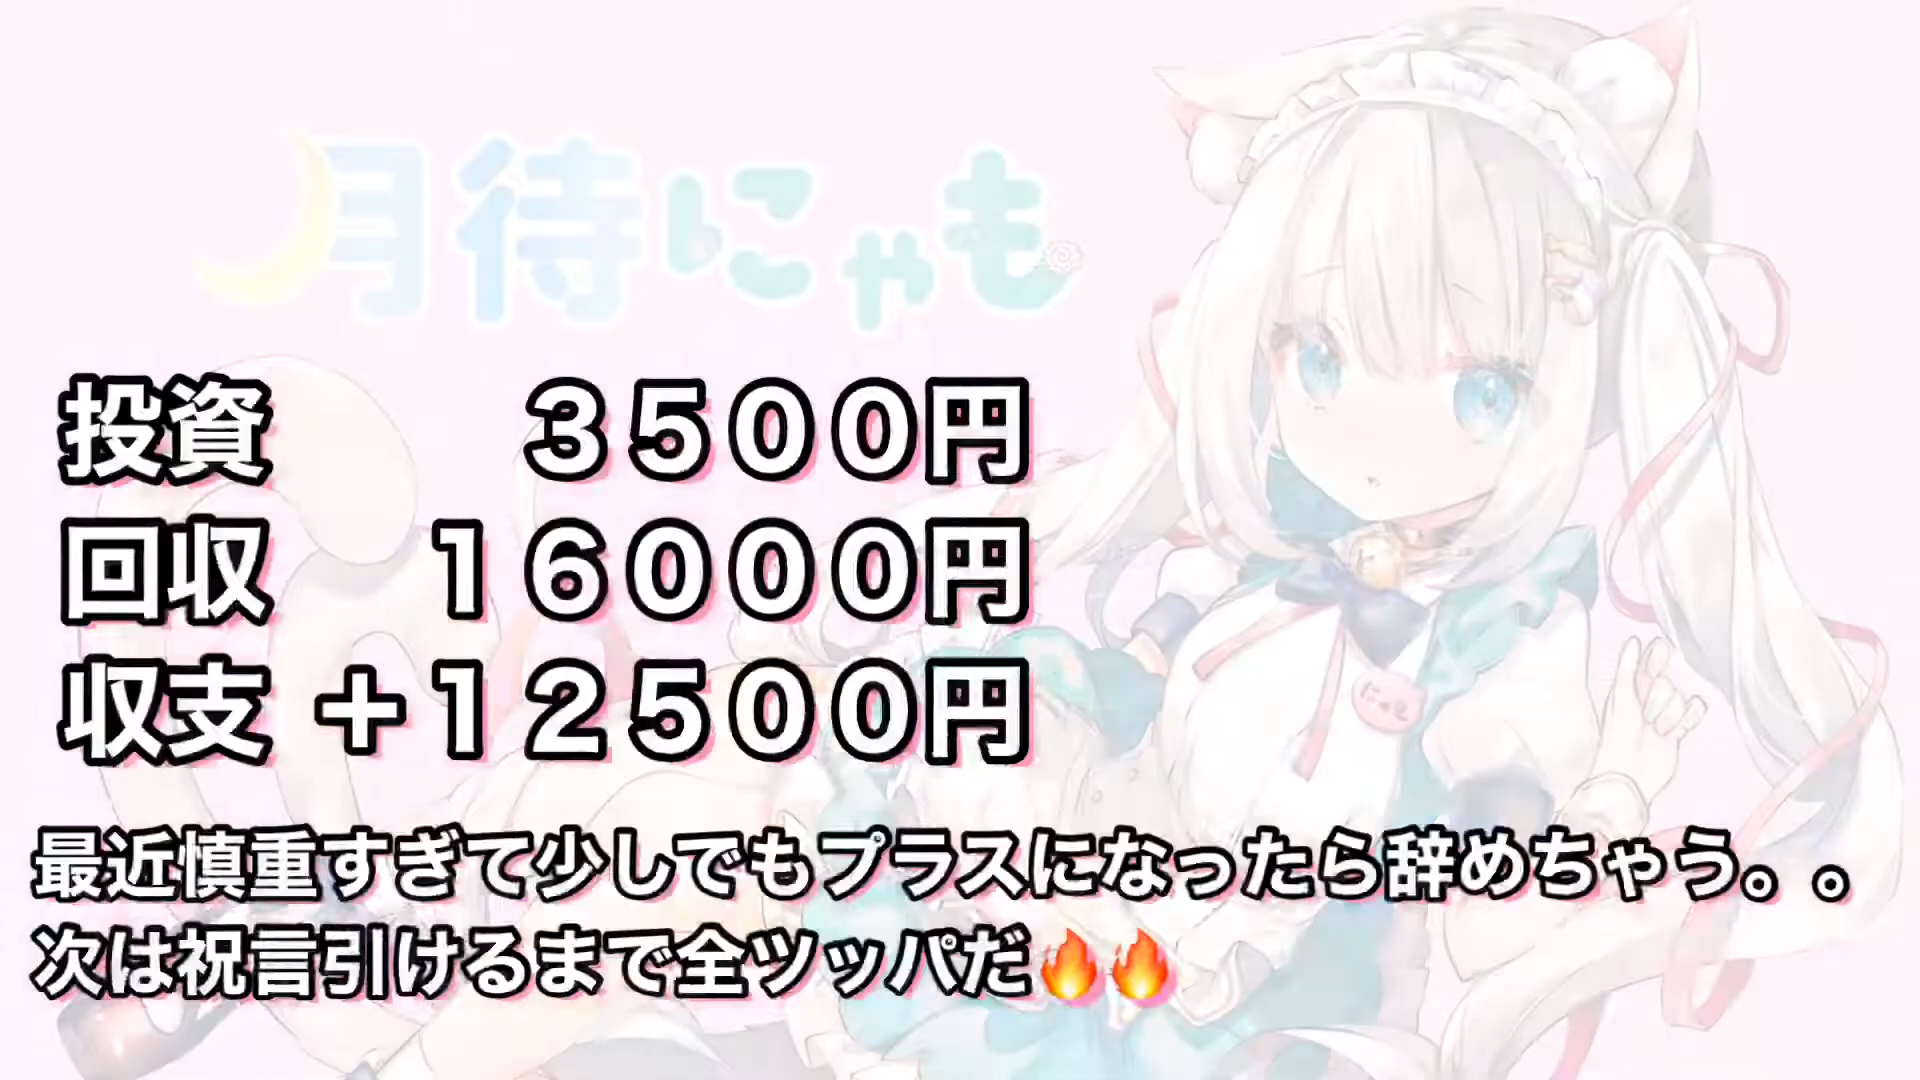 月待にゃも
投資 3500円
回収 16000円
収支 +12500円
にゃも
最近慎重すぎて少しでもプラスになったら辞めちゃう。。
次は祝言引けるまで全ツッパだ🔥🔥